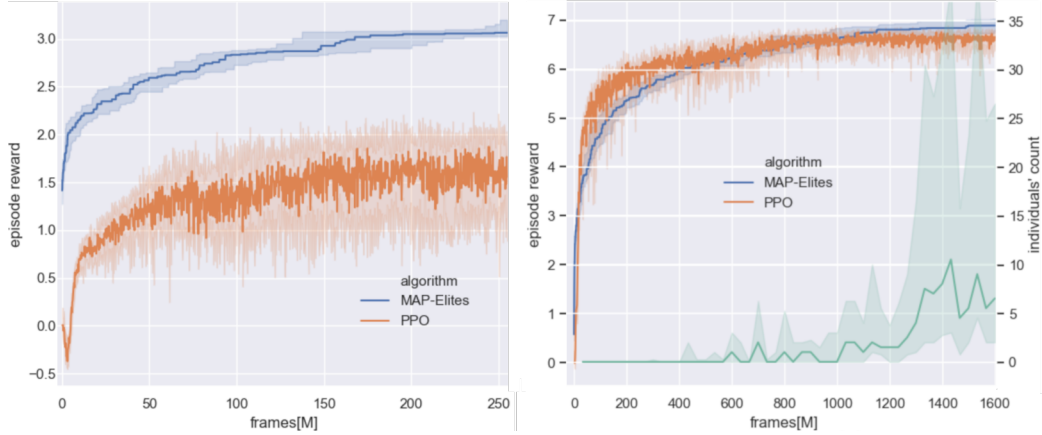 3.0
2.5
2.0
1.5
1.0
0.5
0.0
−0.5
episode reward
algorithm
MAP-Elites
PPO
0 50 100 150 200 250
frames[M]
7
6
5
4
3
2
1
0
episode reward
algorithm
MAP-Elites
PPO
35
30
25
20
15
10
5
0
individuals' count
0 200 400 600 800 1000 1200 1400 1600
frames[M]